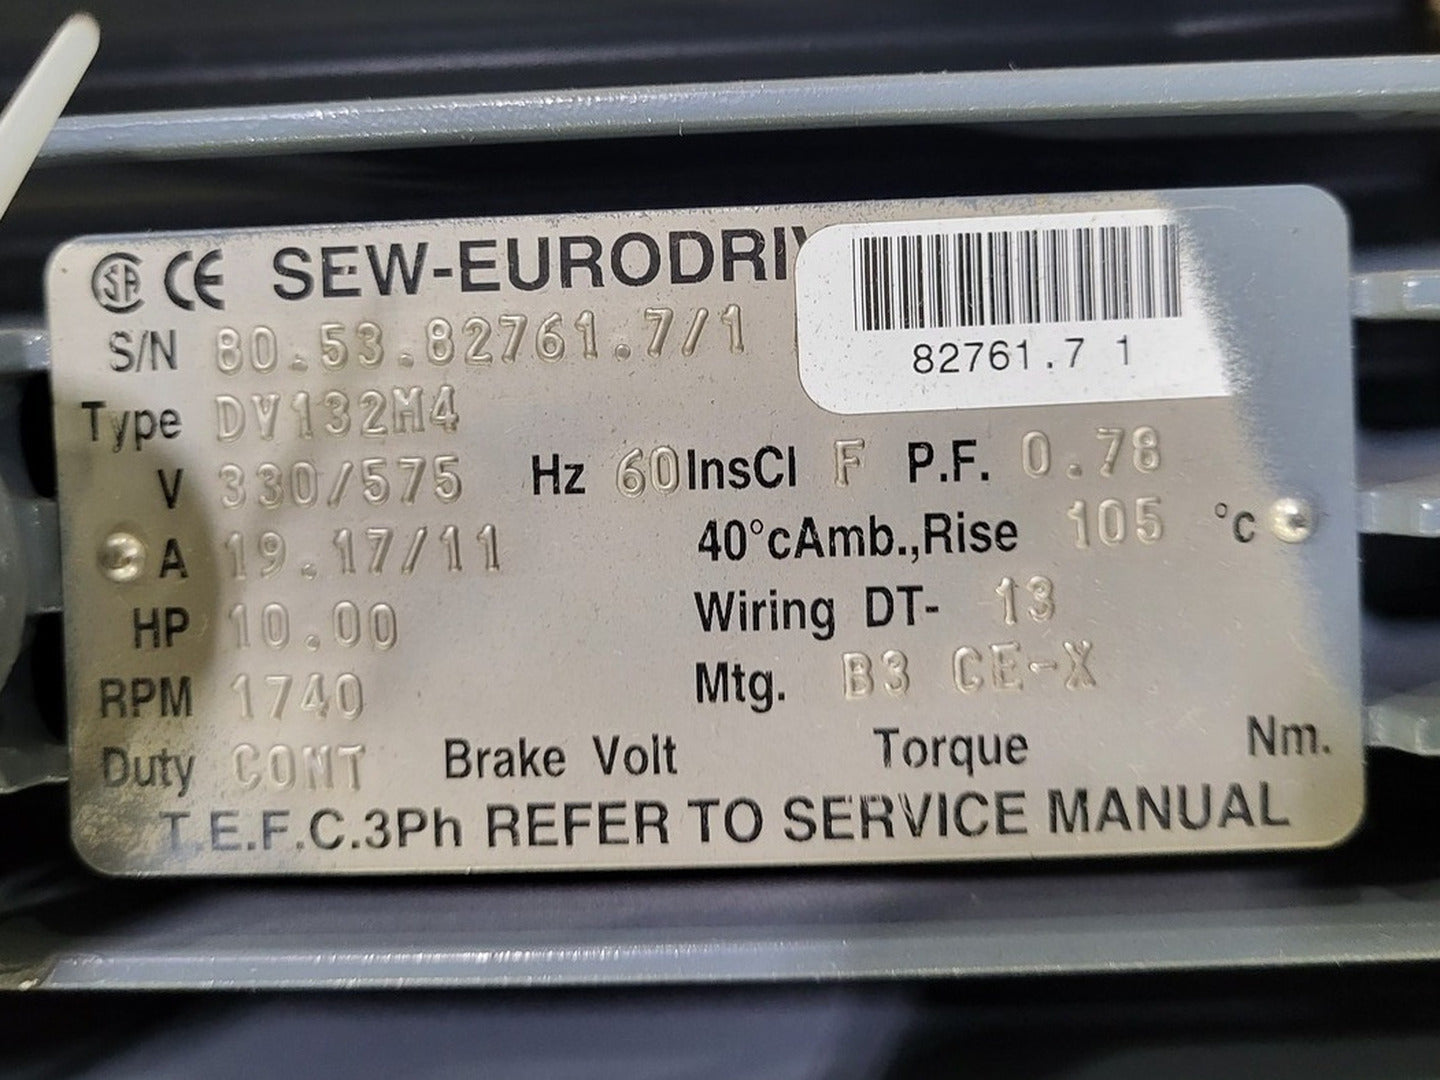 CSA CE SEW-EURODRIV
82761.7 1
S/N 80.53.82761.7/1
Type DV132M4
V 330/575 Hz 60 InsCl F P.F. 0.78
A 19.17/11 40°cAmb.,Rise 105 °c
HP 10.00 Wiring DT- 13
RPM 1740 Mtg. B3 CE-X
Duty CONT Brake Volt Torque Nm.
T.E.F.C.3Ph REFER TO SERVICE MANUAL